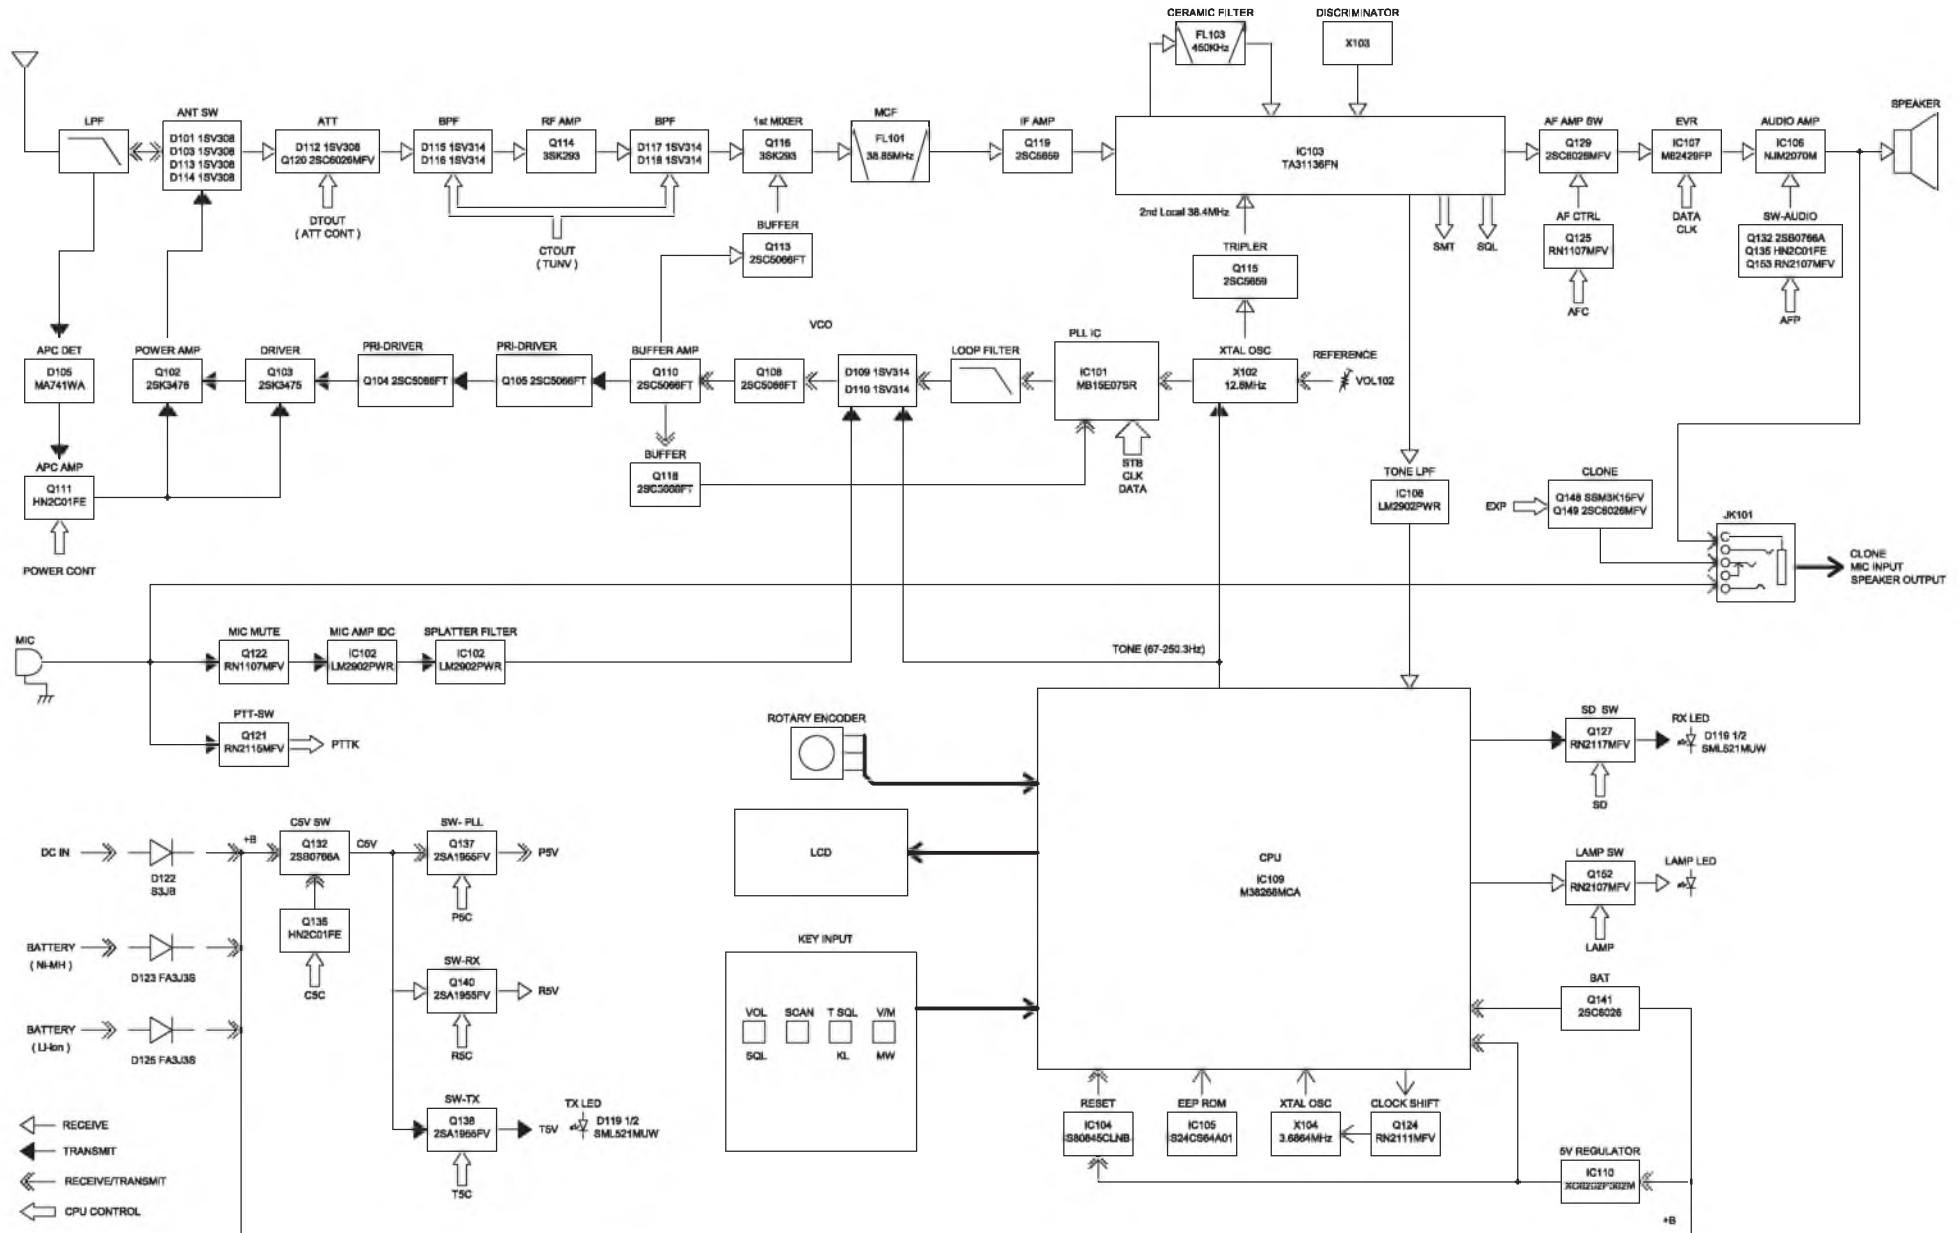 CERAMIC FILTER
FL103
450KHz
DISCRIMINATOR
X103
LPF
ANT SW
D101 1SV308
D103 1SV308
D113 1SV308
D114 1SV308
ATT
D112 1SV308
Q120 2SC6026MFV
DTOUT
( ATT CONT )
BPF
D115 1SV314
D116 1SV314
RF AMP
Q114
3SK293
BPF
D117 1SV314
D118 1SV314
CTOUT
( TUNV )
1st MIXER
Q116
3SK293
BUFFER
Q113
2SC5066FT
MCF
FL101
38.85MHz
IF AMP
Q119
2SC5659
IC103
TA31136FN
2nd Local 38.4MHz
SMT
SQL
AF AMP SW
Q129
2SC6026MFV
AF CTRL
Q125
RN1107MFV
AFC
EVR
IC107
M62429FP
DATA
CLK
AUDIO AMP
IC106
NJM2070M
SW-AUDIO
Q132 2SB0766A
Q135 HN2C01FE
Q153 RN2107MFV
AFP
SPEAKER
TRIPLER
Q115
2SC5659
APC DET
D105
MA741WA
POWER AMP
Q102
2SK3476
DRIVER
Q103
2SK3475
PRI-DRIVER
Q104 2SC5066FT
PRI-DRIVER
Q105 2SC5066FT
BUFFER AMP
Q110
2SC5066FT
Q108
2SC5066FT
VCO
D109 1SV314
D110 1SV314
LOOP FILTER
PLL IC
IC101
MB15E07SR
STB
CLK
DATA
XTAL OSC
X102
12.8MHz
REFERENCE
VOL102
APC AMP
Q111
HN2C01FE
POWER CONT
BUFFER
Q118
2SC5066FT
TONE LPF
IC108
LM2902PWR
EXP
CLONE
Q148 SSM3K15FV
Q149 2SC6026MFV
JK101
CLONE
MIC INPUT
SPEAKER OUTPUT
MIC
MIC MUTE
Q122
RN1107MFV
MIC AMP IDC
IC102
LM2902PWR
SPLATTER FILTER
IC102
LM2902PWR
TONE (67-250.3Hz)
PTT-SW
Q121
RN2115MFV
PTTK
ROTARY ENCODER
LCD
CPU
IC109
M38268MCA
SD SW
Q127
RN2117MFV
SD
RX LED
D119 1/2
SML521MUW
LAMP SW
Q152
RN2107MFV
LAMP
LAMP LED
DC IN
D122
S3JB
+B
C5V SW
Q132
2SB0766A
C5V
Q135
HN2C01FE
C5C
SW- PLL
Q137
2SA1955FV
P5V
P5C
BATTERY
( Ni-MH )
D123 FA3J3S
SW-RX
Q140
2SA1955FV
R5V
R5C
BATTERY
( Li-Ion )
D125 FA3J3S
SW-TX
Q138
2SA1955FV
T5V
T5C
TX LED
D119 1/2
SML521MUW
KEY INPUT
VOL
SCAN
T SQL
V/M
SQL
KL
MW
BAT
Q141
2SC6026
RESET
IC104
S80845CLNB
EEP ROM
IC105
S24CS64A01
XTAL OSC
X104
3.6864MHz
CLOCK SHIFT
Q124
RN2111MFV
5V REGULATOR
IC110
+B
RECEIVE
TRANSMIT
RECEIVE/TRANSMIT
CPU CONTROL